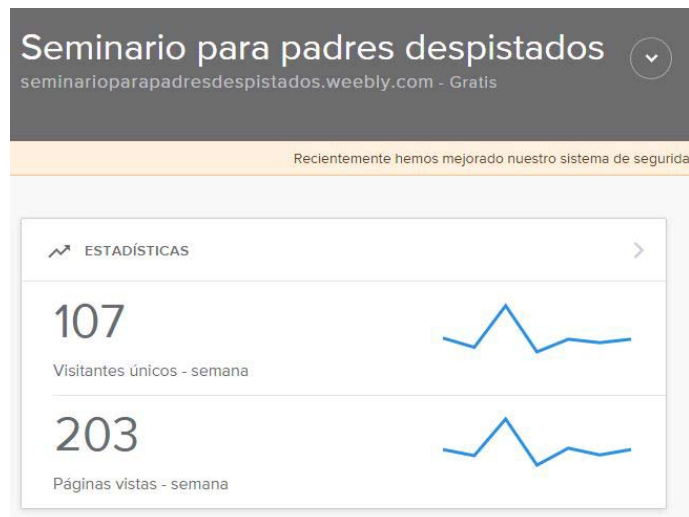 Seminario para padres despistados
seminarioparapadresdespistados.weebly.com - Gratis
Recientemente hemos mejorado nuestro sistema de segurida
ESTADÍSTICAS
107
Visitantes únicos - semana
203
Páginas vistas - semana